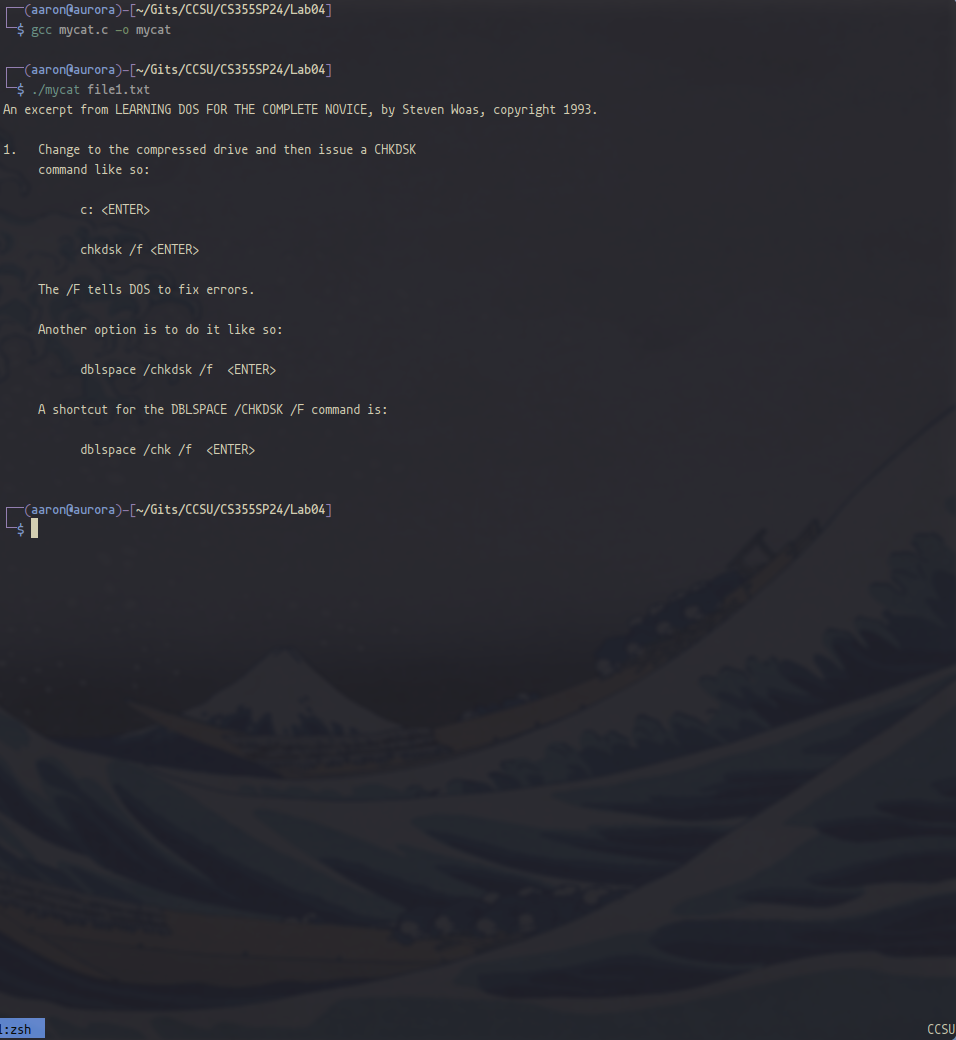 ┌──(aaron@aurora)-[~/Gits/CCSU/CS355SP24/Lab04]
└─$ gcc mycat.c -o mycat
┌──(aaron@aurora)-[~/Gits/CCSU/CS355SP24/Lab04]
└─$ ./mycat file1.txt
An excerpt from LEARNING DOS FOR THE COMPLETE NOVICE, by Steven Woas, copyright 1993.
1.   Change to the compressed drive and then issue a CHKDSK
command like so:
c: <ENTER>
chkdsk /f <ENTER>
The /F tells DOS to fix errors.
Another option is to do it like so:
dblspace /chkdsk /f  <ENTER>
A shortcut for the DBLSPACE /CHKDSK /F command is:
dblspace /chk /f  <ENTER>
┌──(aaron@aurora)-[~/Gits/CCSU/CS355SP24/Lab04]
└─$
1:zsh
CCSU